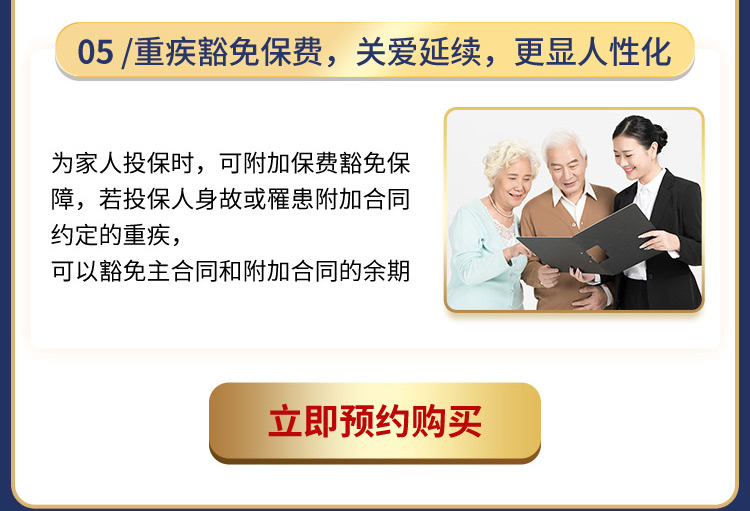 05 /重疾豁免保费，关爱延续，更显人性化
为家人投保时，可附加保费豁免保
障，若投保人身故或罹患附加合同
约定的重疾，
可以豁免主合同和附加合同的余期
立即预约购买